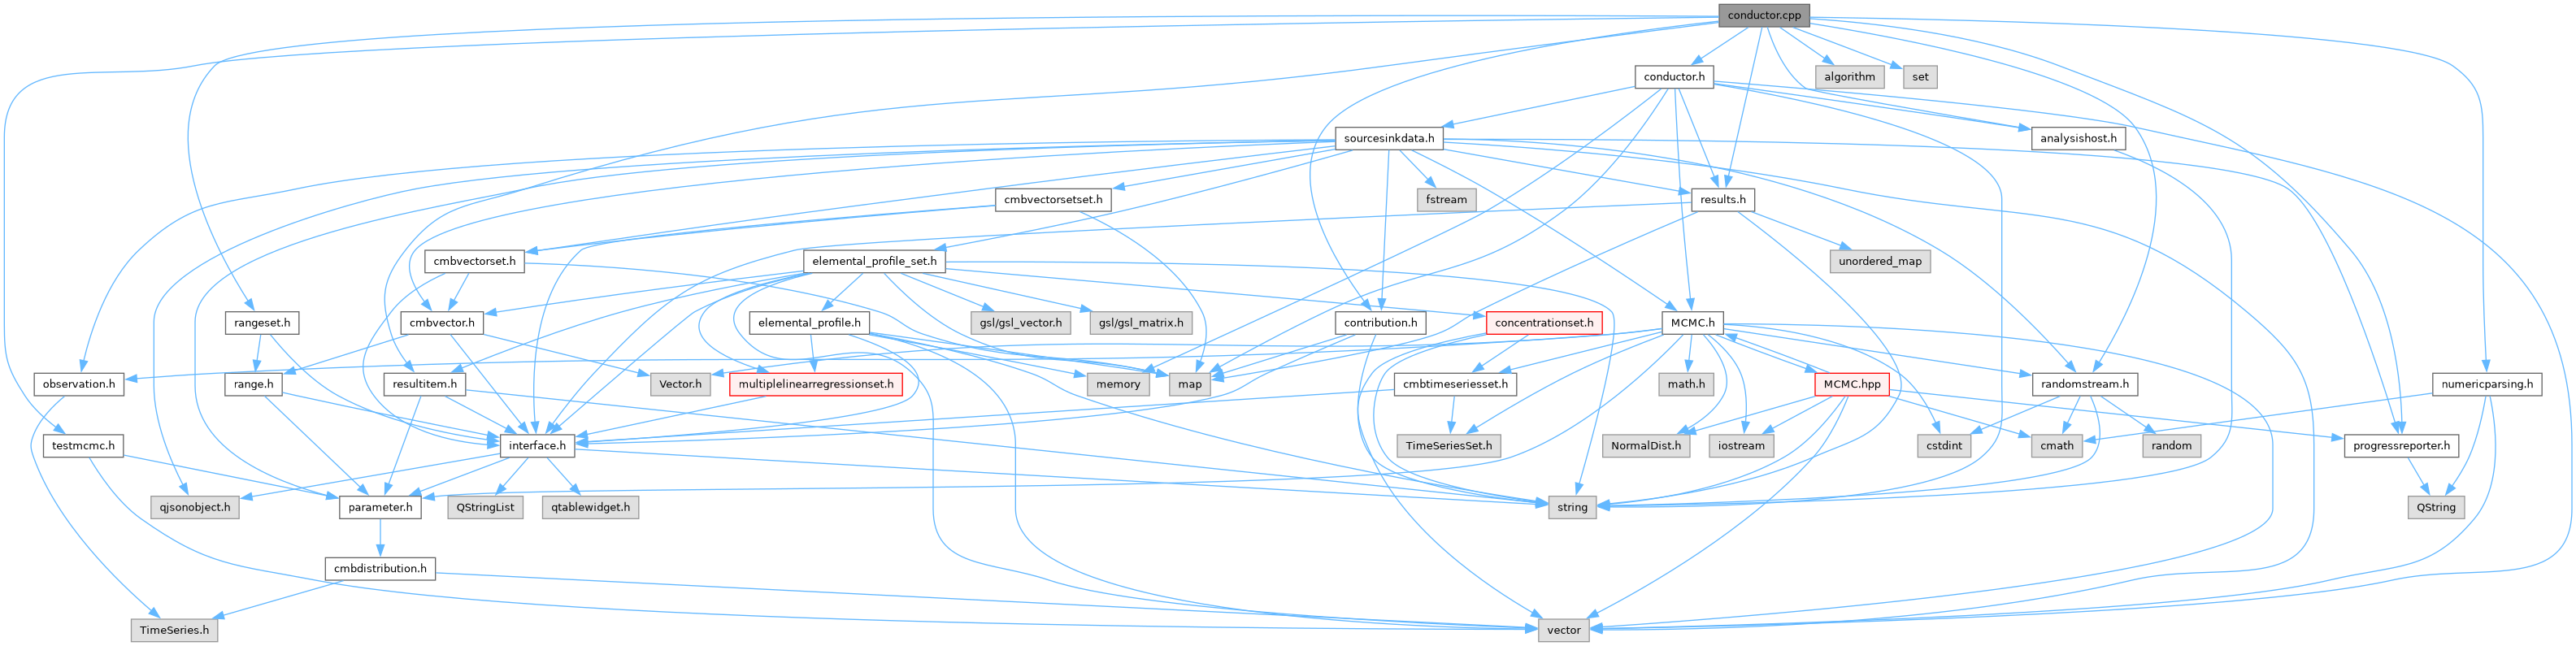 conductor.cpp
conductor.h
algorithm
set
sourcesinkdata.h
analysishost.h
cmbvectorsetset.h
fstream
results.h
cmbvectorset.h
elemental_profile_set.h
unordered_map
rangeset.h
cmbvector.h
gsl/gsl_vector.h
gsl/gsl_matrix.h
elemental_profile.h
contribution.h
concentrationset.h
MCMC.h
observation.h
range.h
resultitem.h
Vector.h
multiplelinearregressionset.h
memory
map
cmbtimeseriesset.h
math.h
MCMC.hpp
randomstream.h
numericparsing.h
testmcmc.h
interface.h
TimeSeriesSet.h
NormalDist.h
iostream
cstdint
cmath
random
progressreporter.h
qjsonobject.h
parameter.h
QStringList
qtablewidget.h
string
QString
cmbdistribution.h
TimeSeries.h
vector